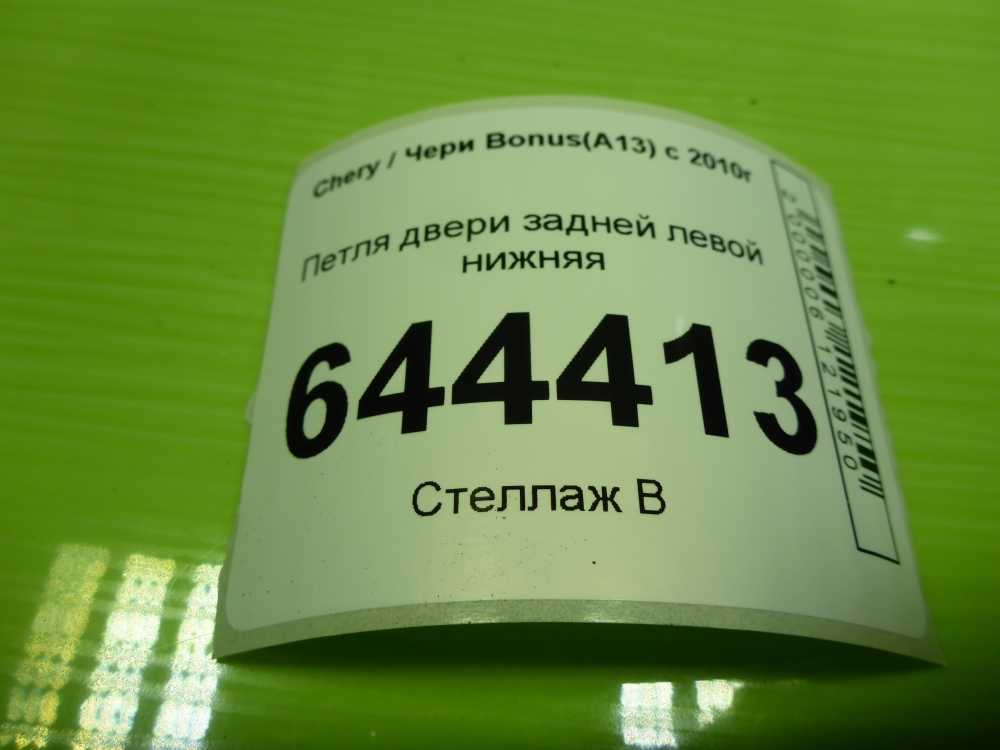 Chery / Чери Bonus(A13) с 2010г
Петля двери задней левой
нижняя
644413
Стеллаж В
2000006121950